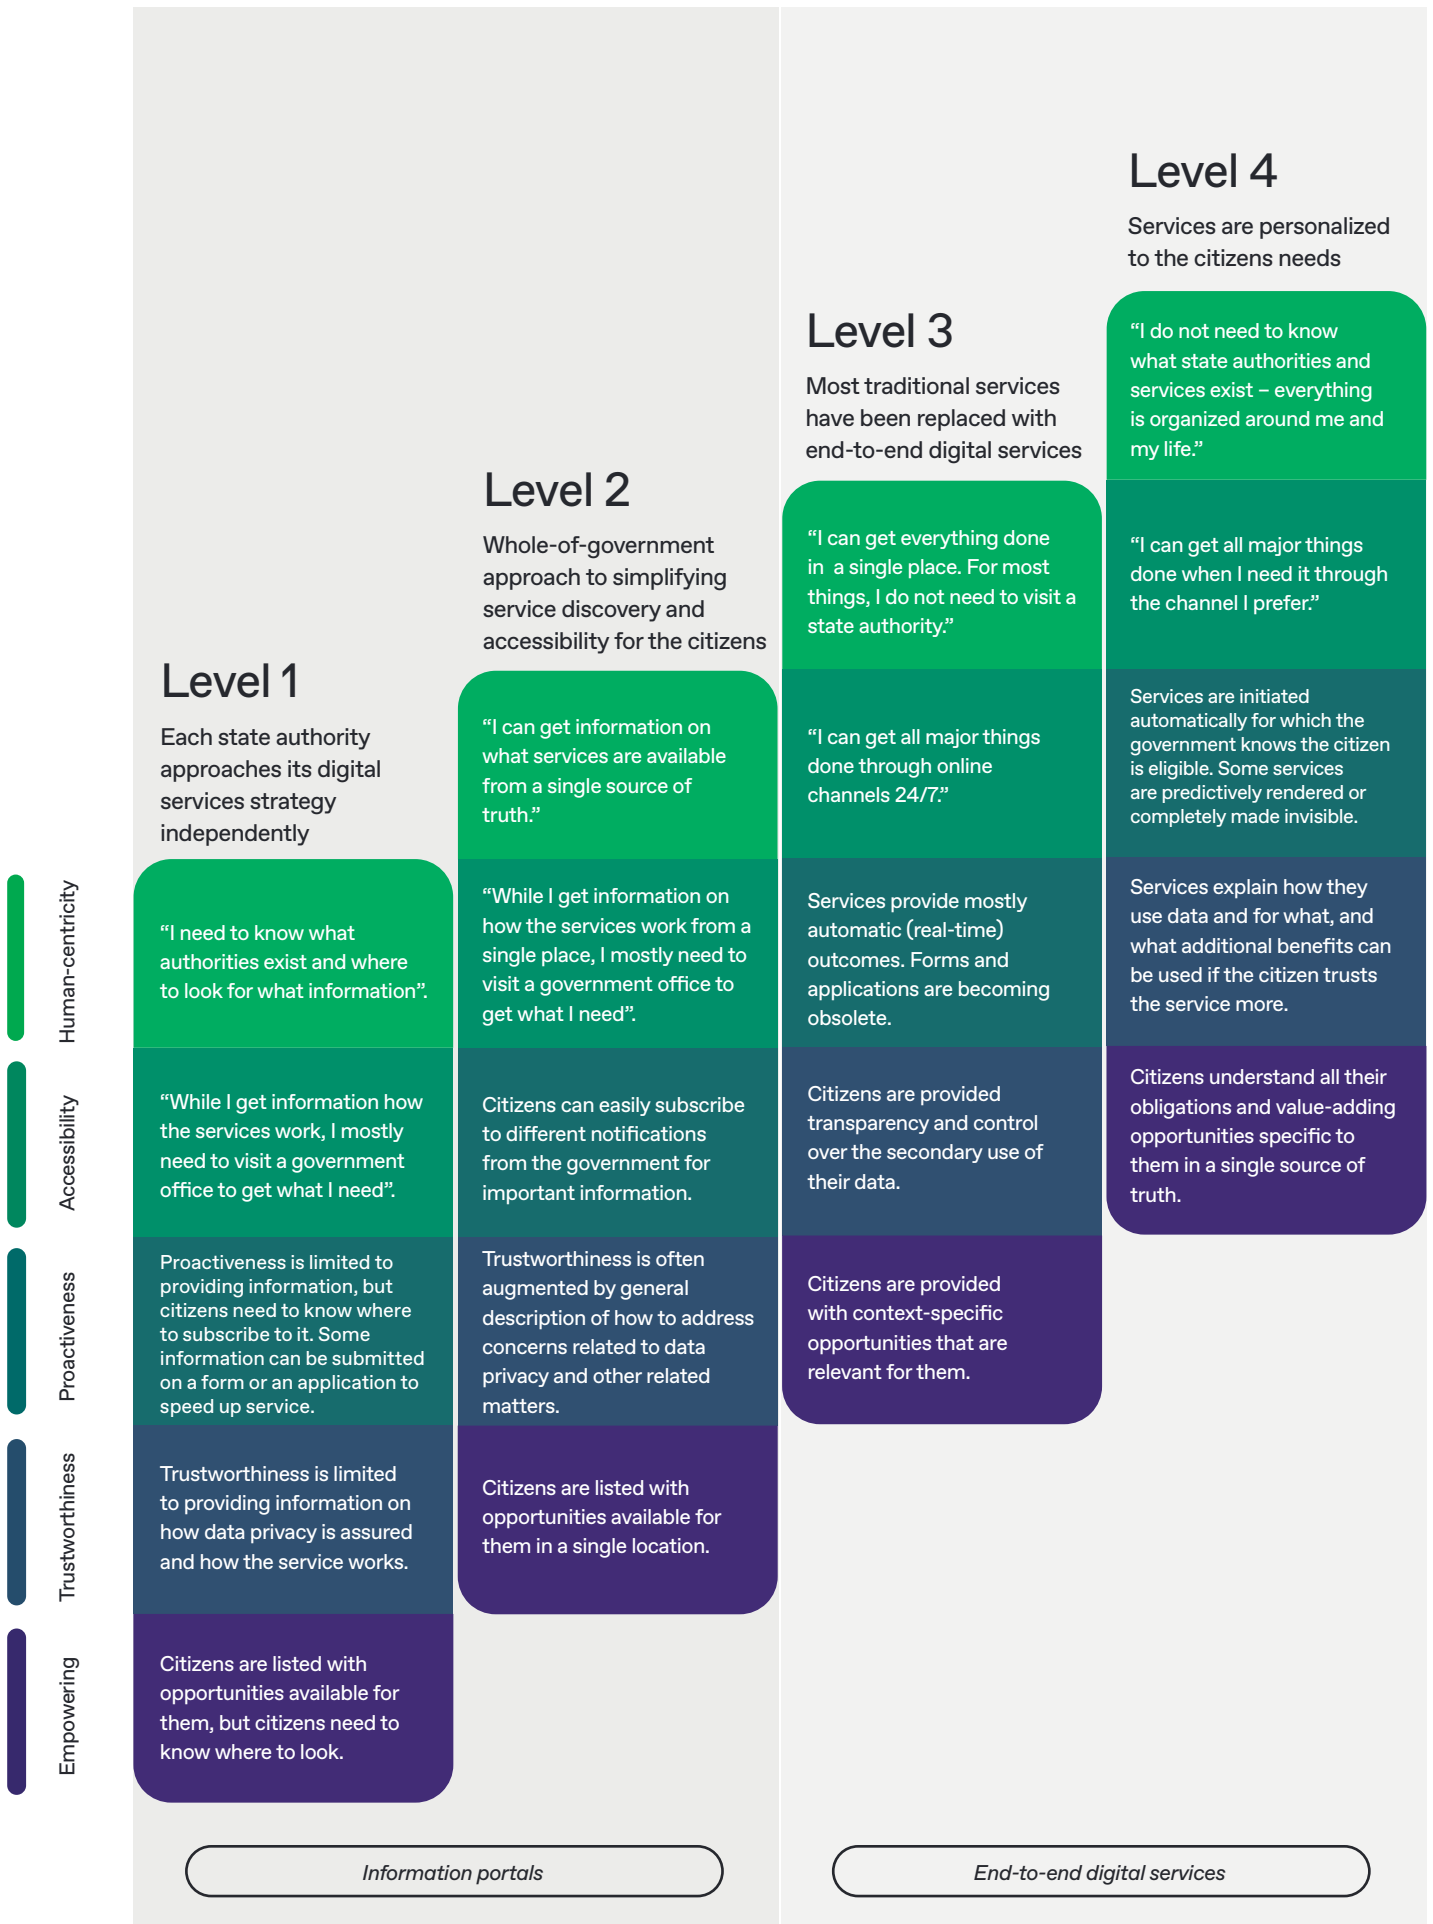 Level 1
Each state authority
approaches its digital
services strategy
independently
Level 2
Whole-of-government
approach to simplifying
service discovery and
accessibility for the citizens
Level 3
Most traditional services
have been replaced with
end-to-end digital services
Level 4
Services are personalized
to the citizens needs
Human-centricity
“I need to know what
authorities exist and where
to look for what information”.
“I can get information on
what services are available
from a single source of
truth.”
“I can get everything done
in a single place. For most
things, I do not need to visit a
state authority.”
“I do not need to know
what state authorities and
services exist – everything
is organized around me and
my life.”
Accessibility
“While I get information how
the services work, I mostly
need to visit a government
office to get what I need”.
“While I get information on
how the services work from a
single place, I mostly need to
visit a government office to
get what I need”.
“I can get all major things
done through online
channels 24/7.”
“I can get all major things
done when I need it through
the channel I prefer.”
Proactiveness
Proactiveness is limited to
providing information, but
citizens need to know where
to subscribe to it. Some
information can be submitted
on a form or an application to
speed up service.
Citizens can easily subscribe
to different notifications
from the government for
important information.
Services provide mostly
automatic (real-time)
outcomes. Forms and
applications are becoming
obsolete.
Services are initiated
automatically for which the
government knows the citizen
is eligible. Some services
are predictively rendered or
completely made invisible.
Trustworthiness
Trustworthiness is limited
to providing information on
how data privacy is assured
and how the service works.
Trustworthiness is often
augmented by general
description of how to address
concerns related to data
privacy and other related
matters.
Citizens are provided
transparency and control
over the secondary use of
their data.
Services explain how they
use data and for what, and
what additional benefits can
be used if the citizen trusts
the service more.
Empowering
Citizens are listed with
opportunities available for
them, but citizens need to
know where to look.
Citizens are listed with
opportunities available for
them in a single location.
Citizens are provided
with context-specific
opportunities that are
relevant for them.
Citizens understand all their
obligations and value-adding
opportunities specific to
them in a single source of
truth.
Information portals
End-to-end digital services